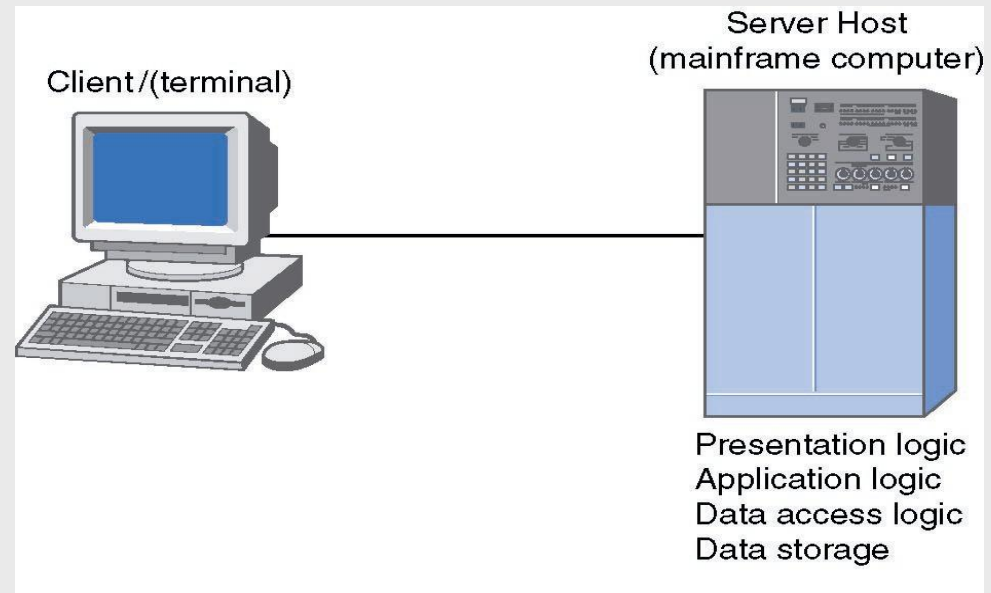 Server Host
(mainframe computer)
Client/(terminal)
Presentation logic
Application logic
Data access logic
Data storage